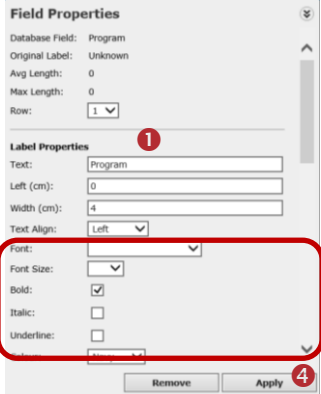 Field Properties
Database Field: Program
Original Label: Unknown
Avg Length: 0
Max Length: 0
Row: 1
1
Label Properties
Text: Program
Left (cm): 0
Width (cm): 4
Text Align: Left
Font:
Font Size:
Bold:
Italic:
Underline:
Remove Apply 4